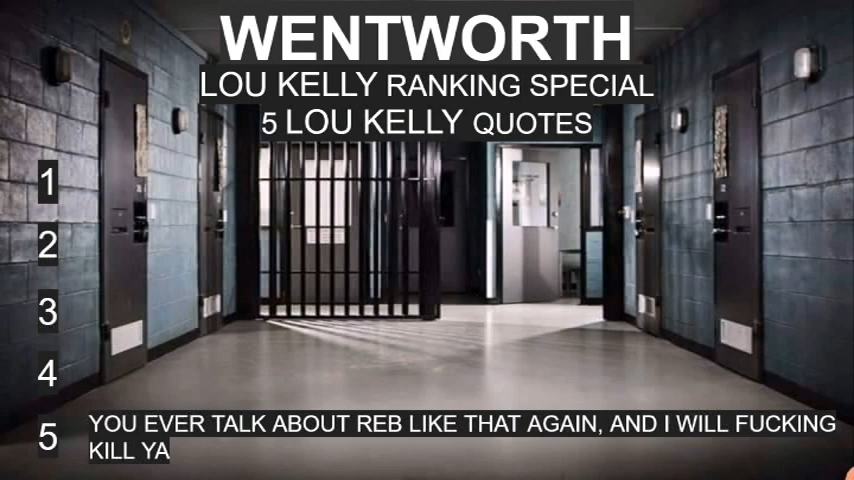 WENTWORTH
LOU KELLY RANKING SPECIAL
5 LOU KELLY QUOTES
1
2
3
4
5 YOU EVER TALK ABOUT REB LIKE THAT AGAIN, AND I WILL FUCKING
KILL YA